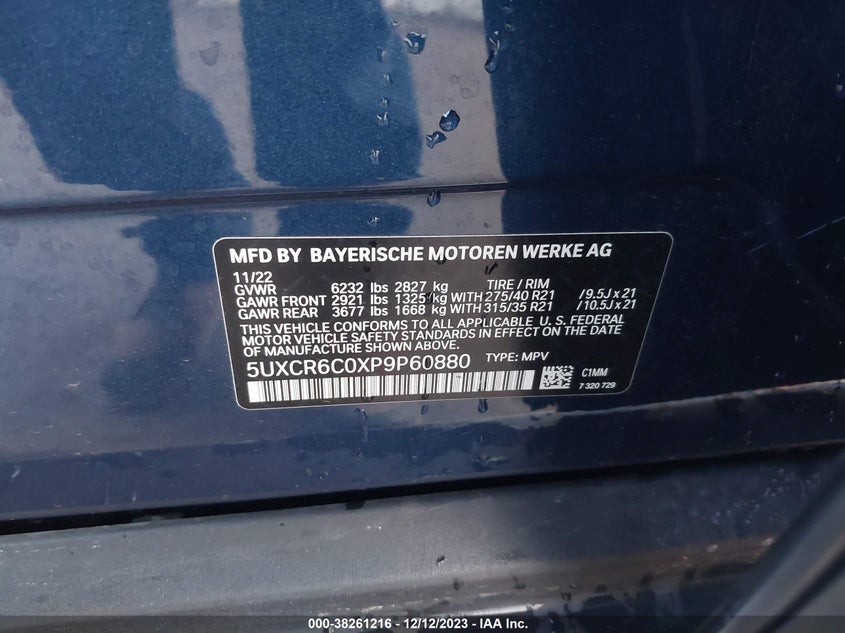 MFD BY BAYERISCHE MOTOREN WERKE AG
11/22
GVWR 6232 lbs 2827 kg TIRE / RIM
GAWR FRONT 2921 lbs 1325 kg WITH 275/40 R21 /9.5J x 21
GAWR REAR 3677 lbs 1668 kg WITH 315/35 R21 /10.5J x 21
THIS VEHICLE CONFORMS TO ALL APPLICABLE U. S. FEDERAL
MOTOR VEHICLE SAFETY STANDARDS IN EFFECT ON THE DATE
OF MANUFACTURE SHOWN ABOVE.
5UXCR6C0XP9P60880 TYPE: MPV
C1MM
7 320 729
000-38261216 - 12/12/2023 - IAA Inc.